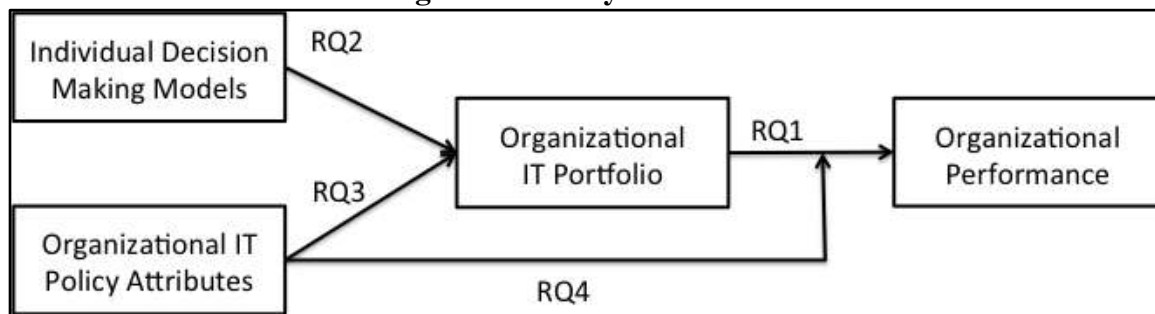 Individual Decision
Making Models
RQ2
Organizational
IT Portfolio
RQ1
Organizational
Performance
RQ3
Organizational IT
Policy Attributes
RQ4